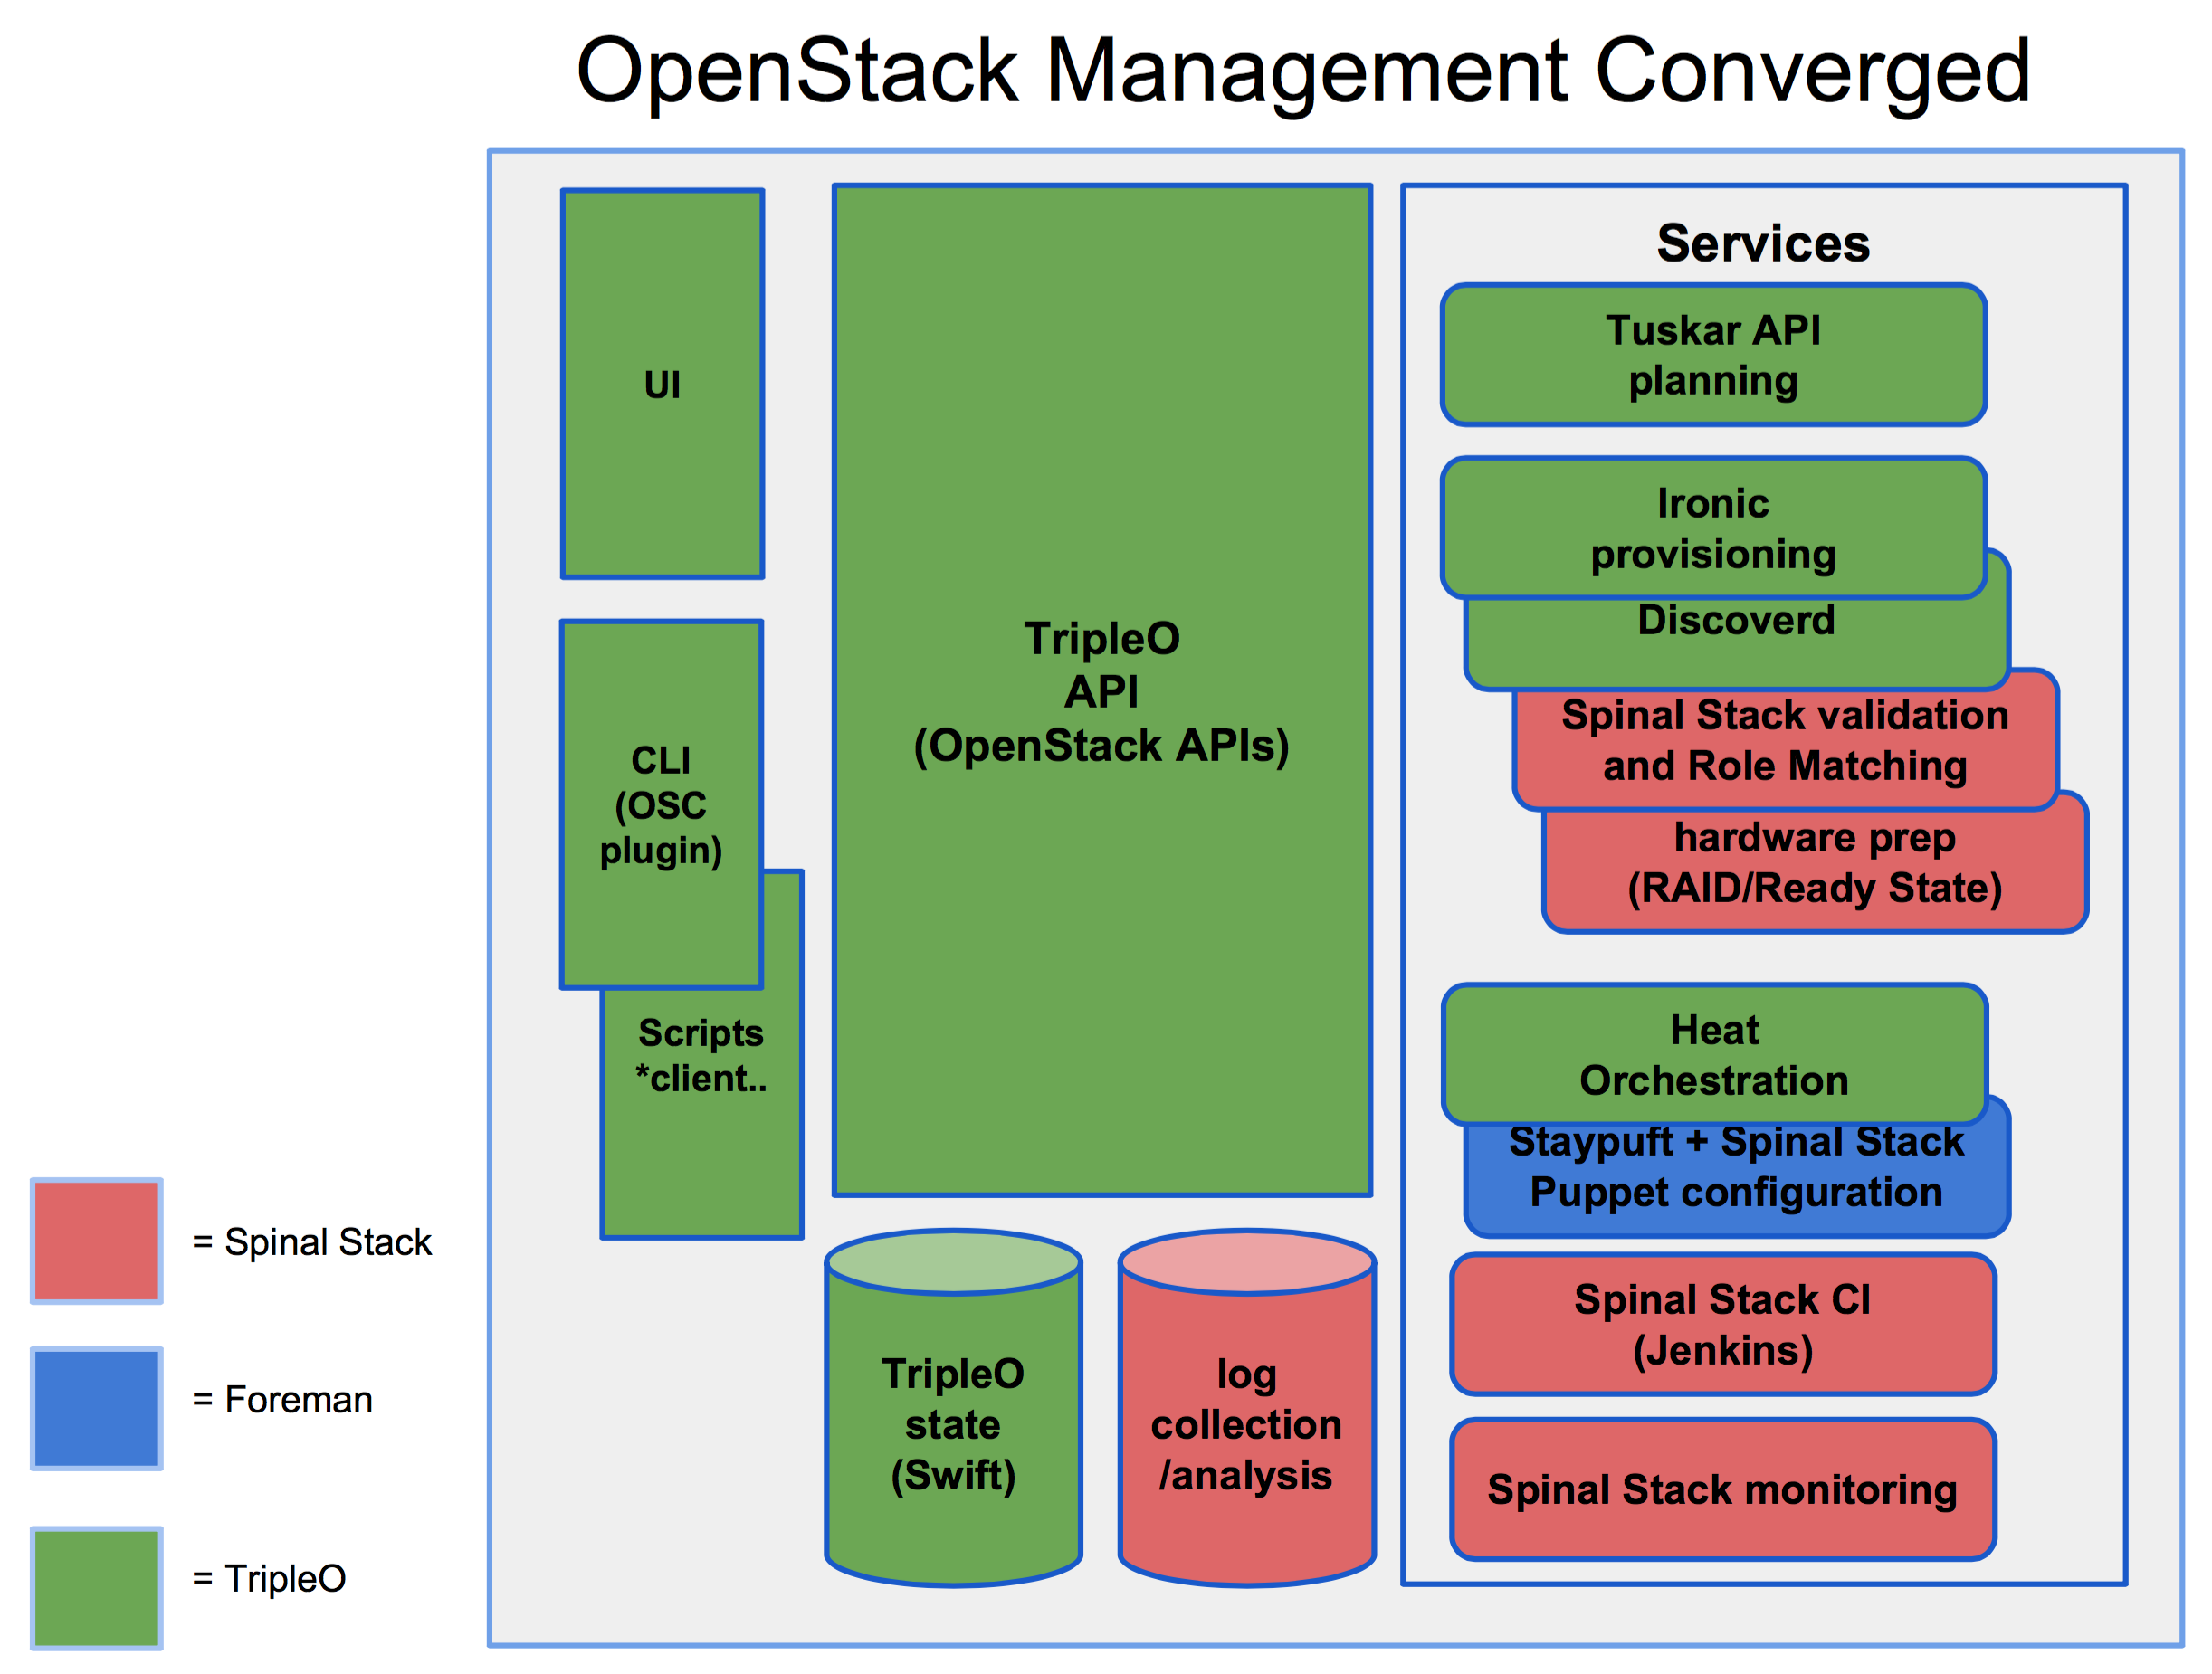 OpenStack Management Converged
UI
CLI
(OSC
plugin)
Scripts
*client..
TripleO
API
(OpenStack APIs)
TripleO
state
(Swift)
log
collection
/analysis
Services
Tuskar API
planning
Ironic
provisioning
Discoverd
Spinal Stack validation
and Role Matching
hardware prep
(RAID/Ready State)
Heat
Orchestration
Staypuft + Spinal Stack
Puppet configuration
Spinal Stack CI
(Jenkins)
Spinal Stack monitoring
= Spinal Stack
= Foreman
= TripleO